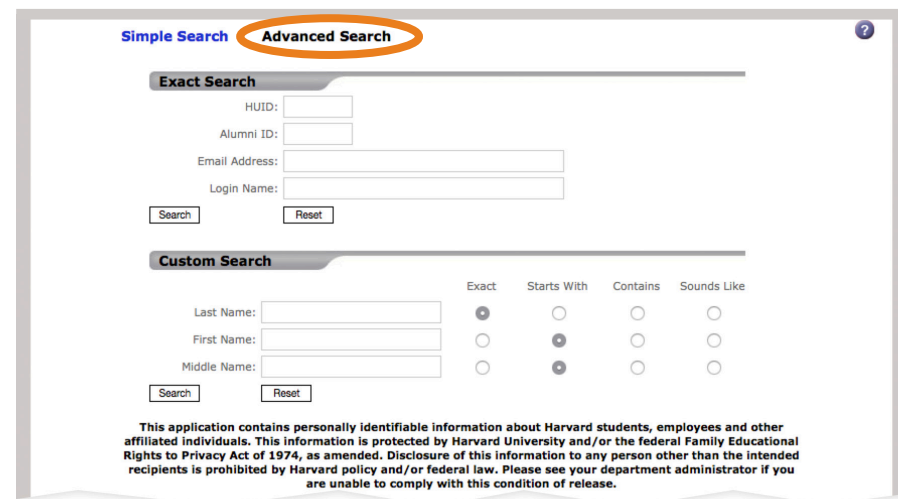 Simple Search Advanced Search ?
Exact Search
HUID:
Alumni ID:
Email Address:
Login Name:
Search Reset
Custom Search
Exact Starts With Contains Sounds Like
Last Name:
First Name:
Middle Name:
Search Reset
This application contains personally identifiable information about Harvard students, employees and other
affiliated individuals. This information is protected by Harvard University and/or the federal Family Educational
Rights to Privacy Act of 1974, as amended. Disclosure of this information to any person other than the intended
recipients is prohibited by Harvard policy and/or federal law. Please see your department administrator if you
are unable to comply with this condition of release.